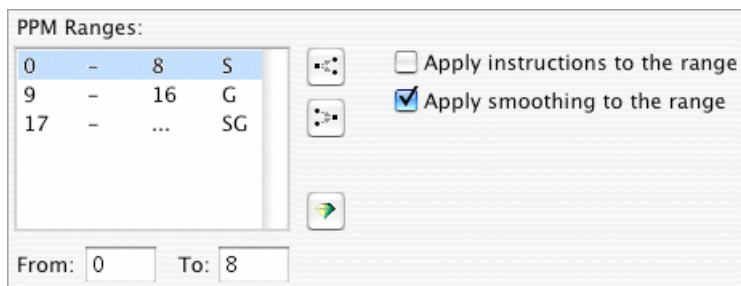 PPM Ranges:
0 – 8 S
9 – 16 G
17 – ... SG
Apply instructions to the range
Apply smoothing to the range
From: 0 To: 8